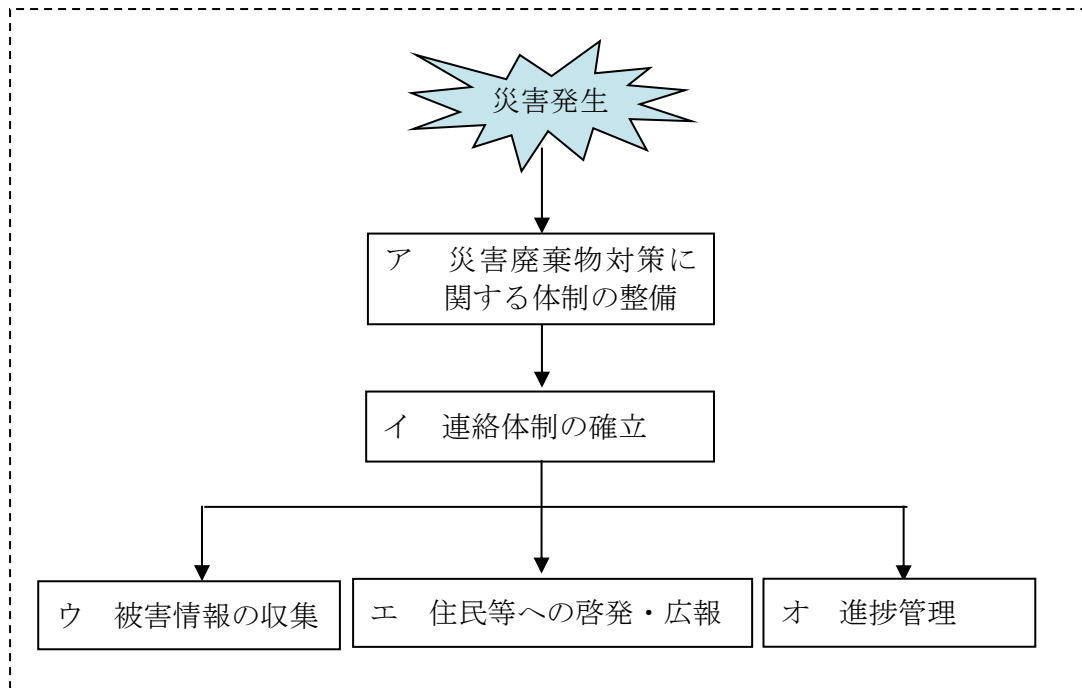 災害発生
ア　災害廃棄物対策に
関する体制の整備
イ　連絡体制の確立
ウ　被害情報の収集
エ　住民等への啓発・広報
オ　進捗管理